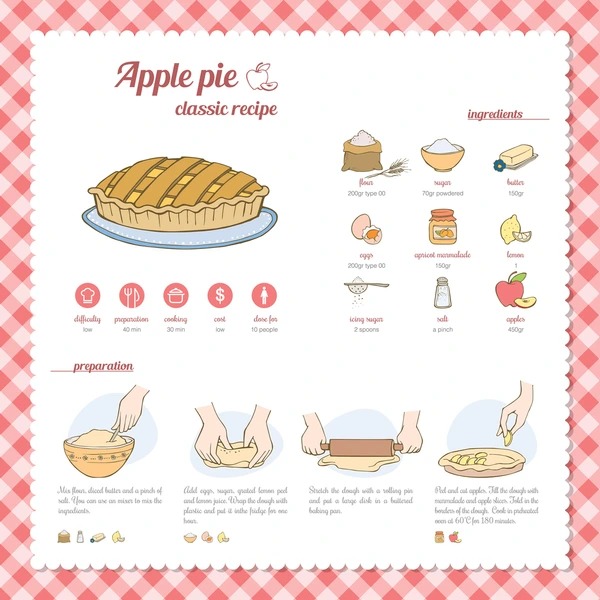 Apple pie
classic recipe
ingredients
flour
200gr type 00
sugar
70gr powdered
butter
150gr
eggs
200gr type 00
apricot marmalade
150gr
lemon
1
icing sugar
2 spoons
salt
a pinch
apples
450gr
difficulty
low
preparation
40 min
cooking
30 min
cost
low
dose for
10 people
preparation
Mix flour, diced butter and a pinch of
salt. You can use an mixer to mix the
igredients.
Add eggs, sugar, grated lemon peel
and lemon juice. Wrap the dough with
plastic and put it inthe fridge for one
hour.
Stretch the dough with a rolling pin
and put a large disk in a buttered
baking pan.
Peel and cut apples. Fill the dough with
marmalade and apple slices. Fold in the
borders of the dough. Cook in preheated
oven at 60°C for 180 minutes.